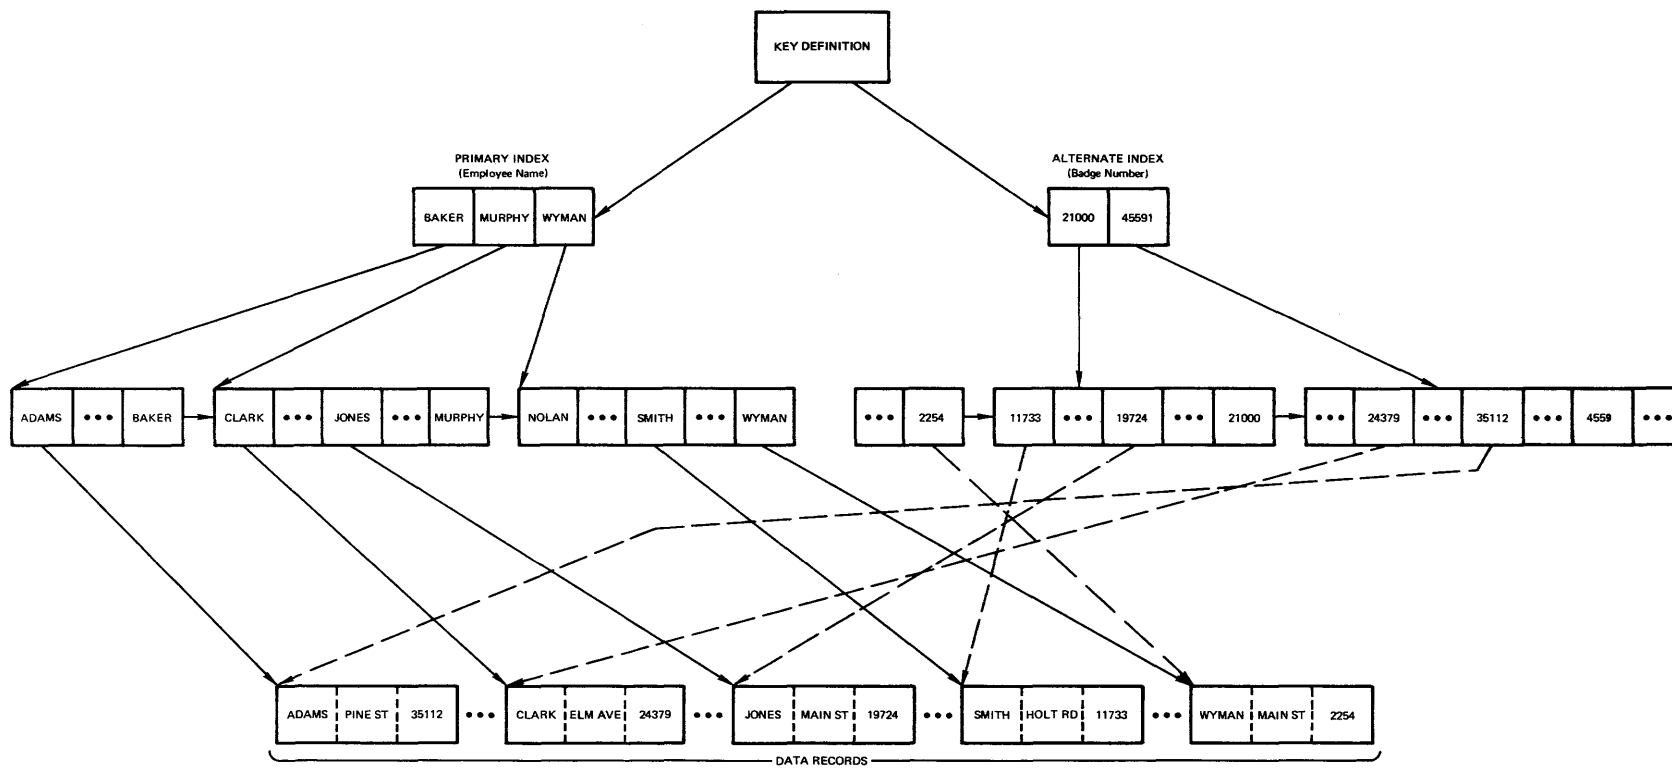 KEY DEFINITION
PRIMARY INDEX
(Employee Name)
ALTERNATE INDEX
(Badge Number)
BAKER MURPHY WYMAN
21000 45591
ADAMS ••• BAKER CLARK ••• JONES ••• MURPHY NOLAN ••• SMITH ••• WYMAN ••• 2254 11733 ••• 19724 ••• 21000 ••• 24379 ••• 35112 ••• 4559 •••
ADAMS PINE ST 35112 ••• CLARK ELM AVE 24379 ••• JONES MAIN ST 19724 ••• SMITH HOLT RD 11733 ••• WYMAN MAIN ST 2254
DATA RECORDS